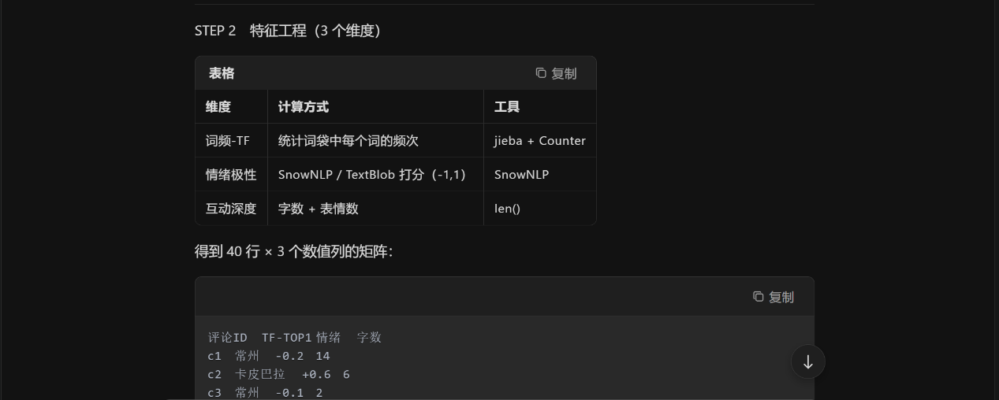 STEP 2 特征工程（3 个维度）
表格 复制
维度 计算方式 工具
词频-TF 统计词袋中每个词的频次 jieba + Counter
情绪极性 SnowNLP / TextBlob 打分（-1,1） SnowNLP
互动深度 字数 + 表情数 len()
得到 40 行 × 3 个数值列的矩阵：
复制
评论ID TF-TOP1 情绪 字数
c1 常州 -0.2 14
c2 卡皮巴拉 +0.6 6
c3 常州 -0.1 2